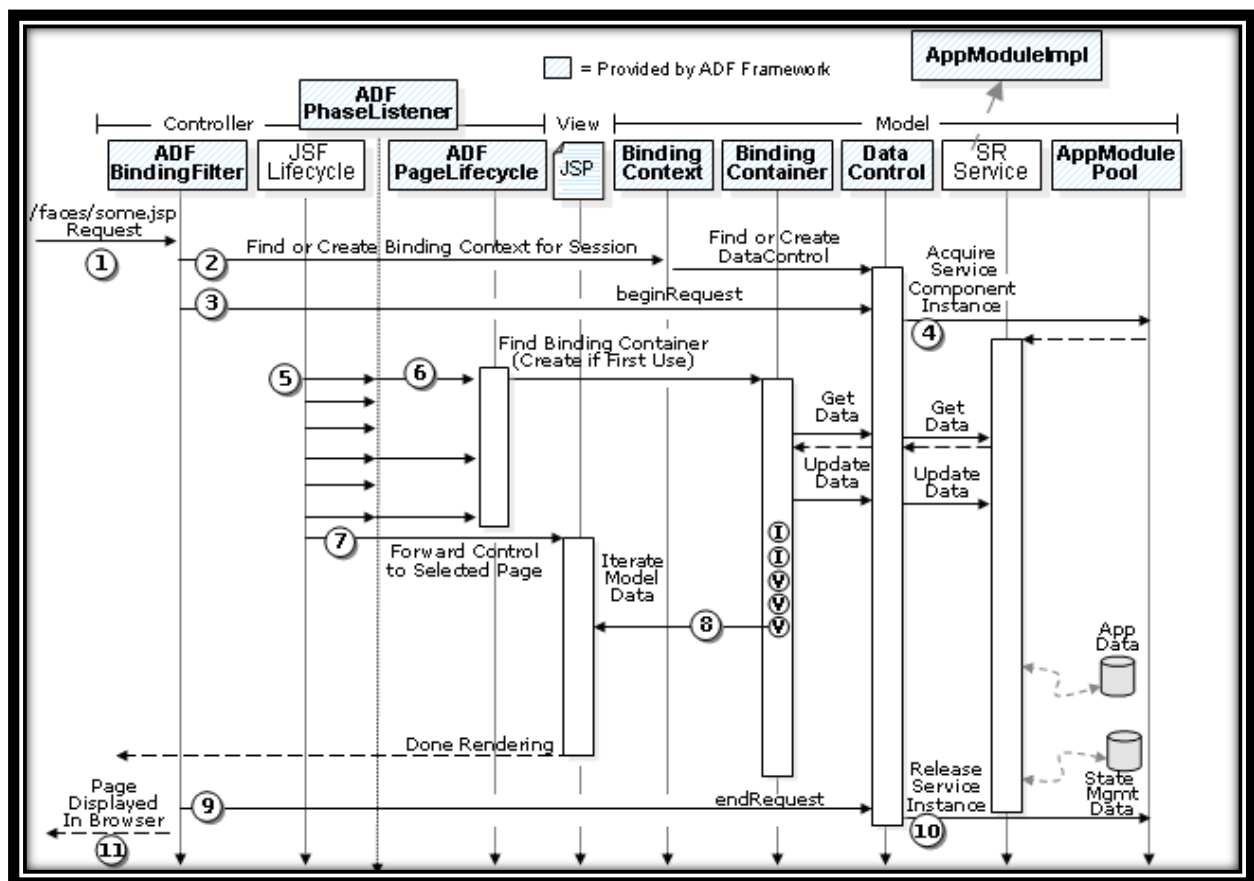 AppModuleImpl
= Provided by ADF Framework
ADF
PhaseListener
Controller
View
Model
ADF
BindingFilter
JSF
Lifecycle
ADF
PageLifecycle
JSP
Binding
Context
Binding
Container
Data
Control
SR
Service
AppModule
Pool
/faces/some.jsp
Request
1
2
Find or Create Binding Context for Session
Find or Create
DataControl
3
beginRequest
Acquire
Service
Component
Instance
4
5
6
Find Binding Container
(Create if First Use)
Get
Data
Get
Data
Update
Data
Update
Data
7
Forward Control
to Selected Page
I
I
V
V
V
Iterate
Model
Data
8
App
Data
Done Rendering
State
Mgmt
Data
Page
Displayed
In Browser
9
endRequest
Release
Service
Instance
10
11